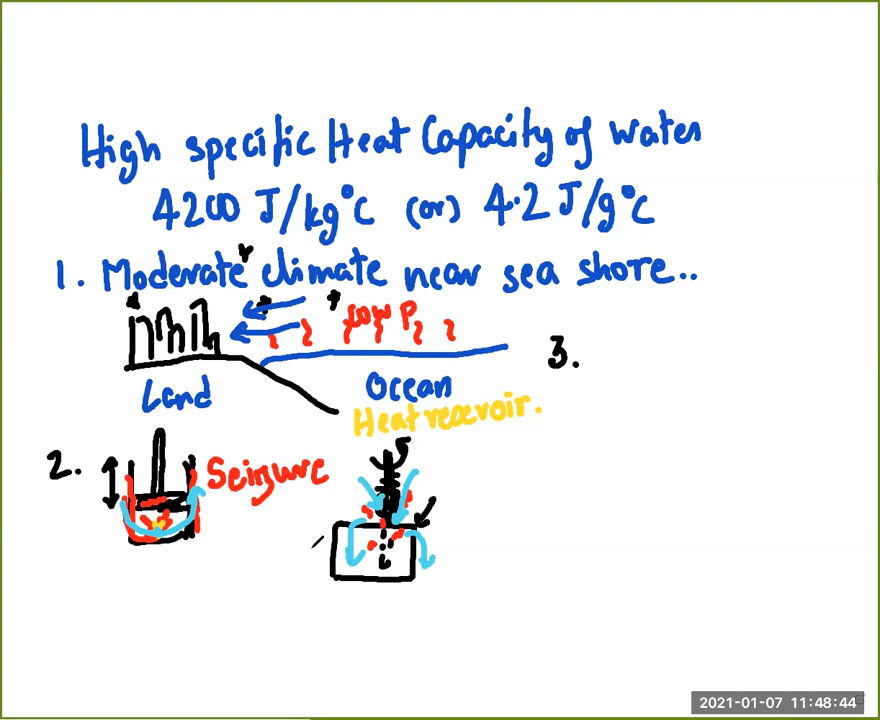 High specific Heat Capacity of water
4200 J/kg°C (or) 4.2 J/g°C
1. Moderate climate near sea shore..
Low P
3.
Land
Ocean
Heat reservoir.
2.
Seizure
2021-01-07 11:48:44